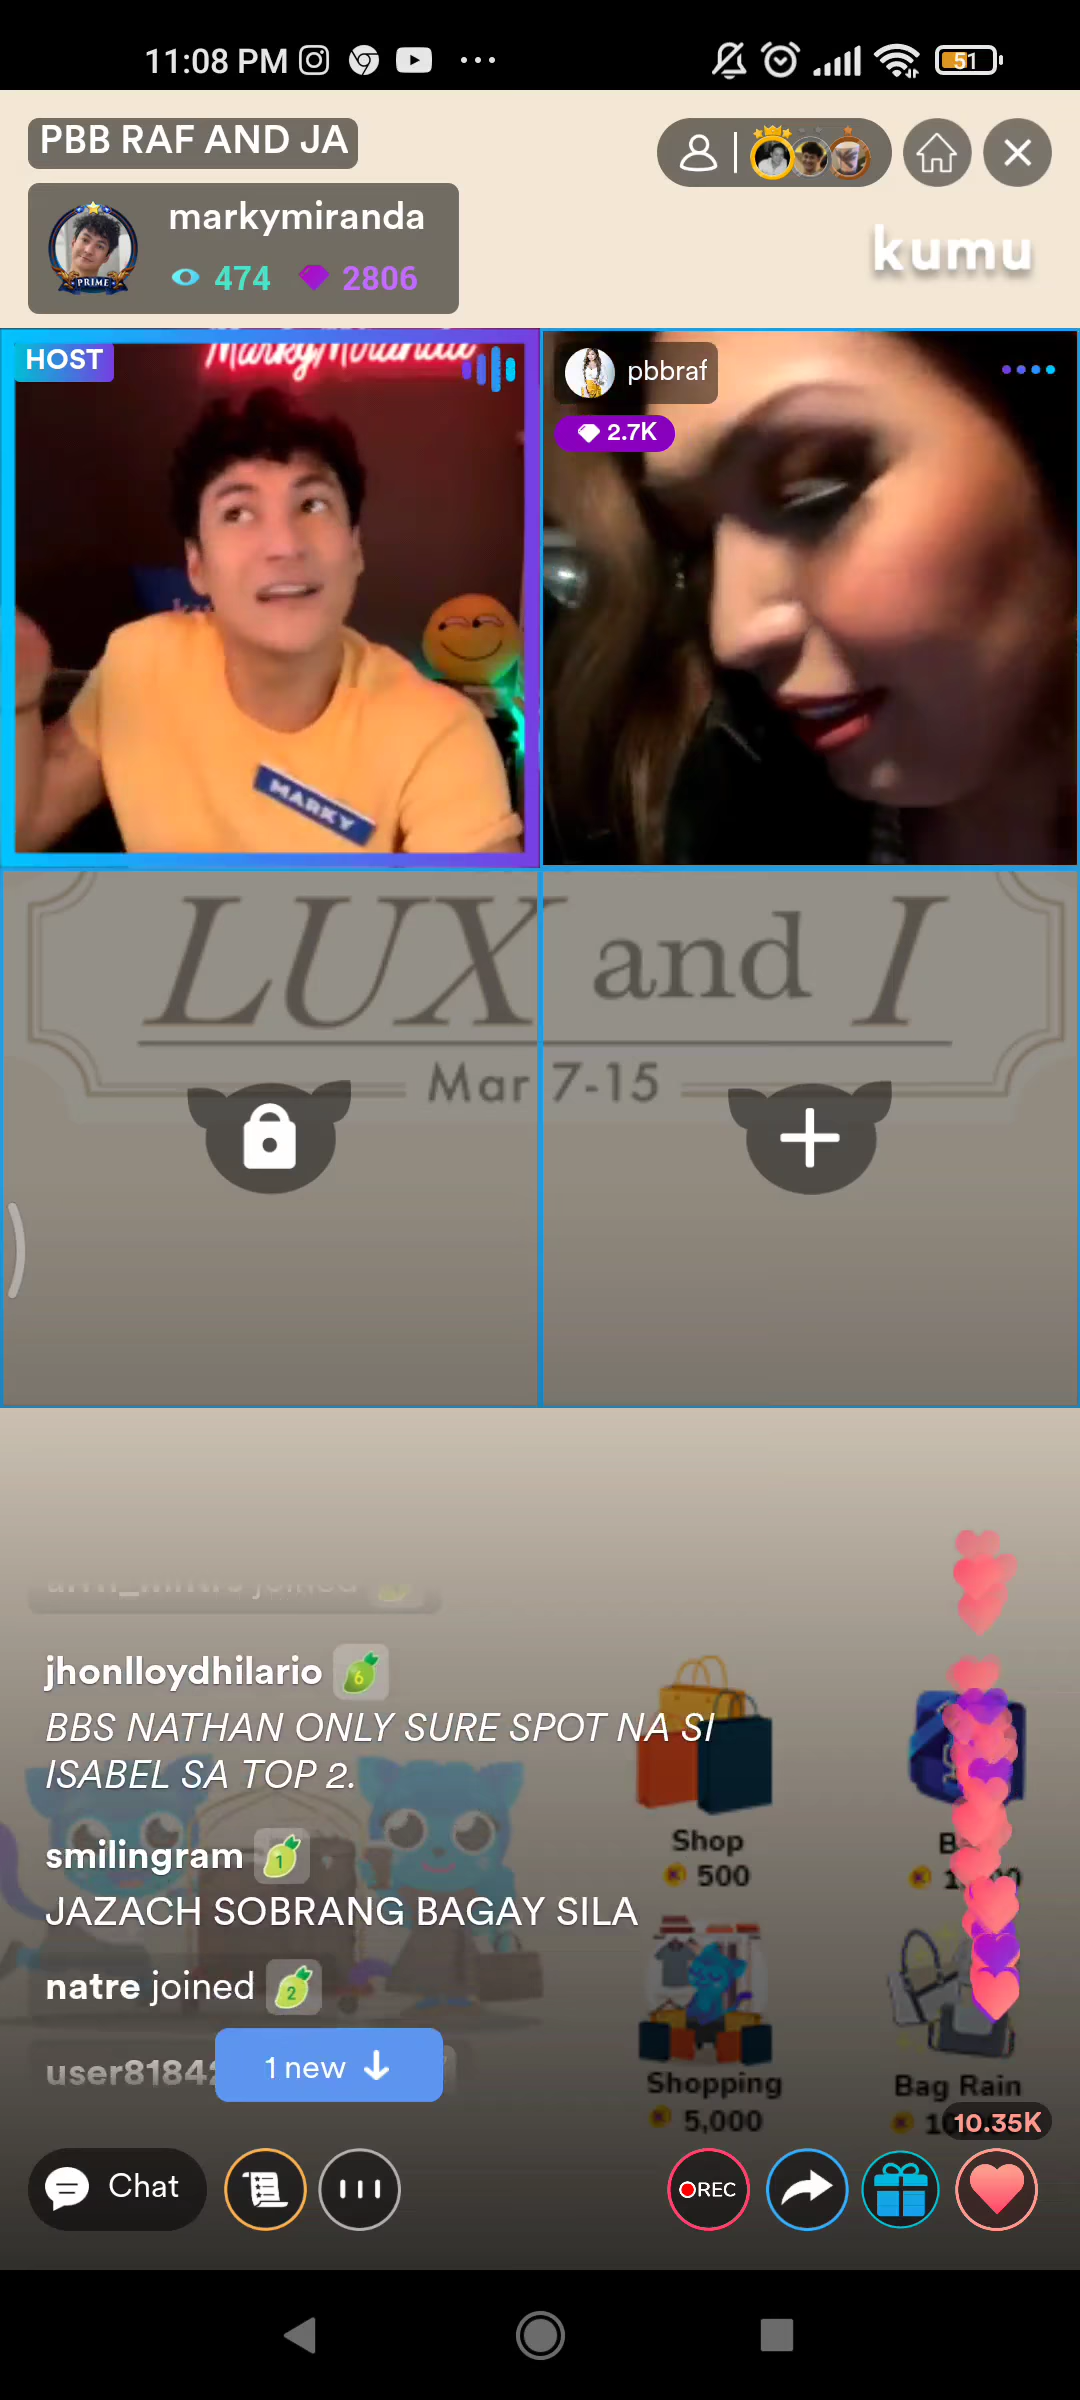 11:08 PM
51
PBB RAF AND JA
markymiranda
474 2806
PRIME
kumu
MarkyMiranda
HOST
pbbraf
2.7K
MARKY
LUX and I
Mar 7-15
joined
jhonlloydhilario 6
BBS NATHAN ONLY SURE SPOT NA SI
ISABEL SA TOP 2.
smilingram 1
JAZACH SOBRANG BAGAY SILA
natre joined 2
1 new
Shop
500
Shopping
5,000
Bag Rain
10.35K
Chat
REC